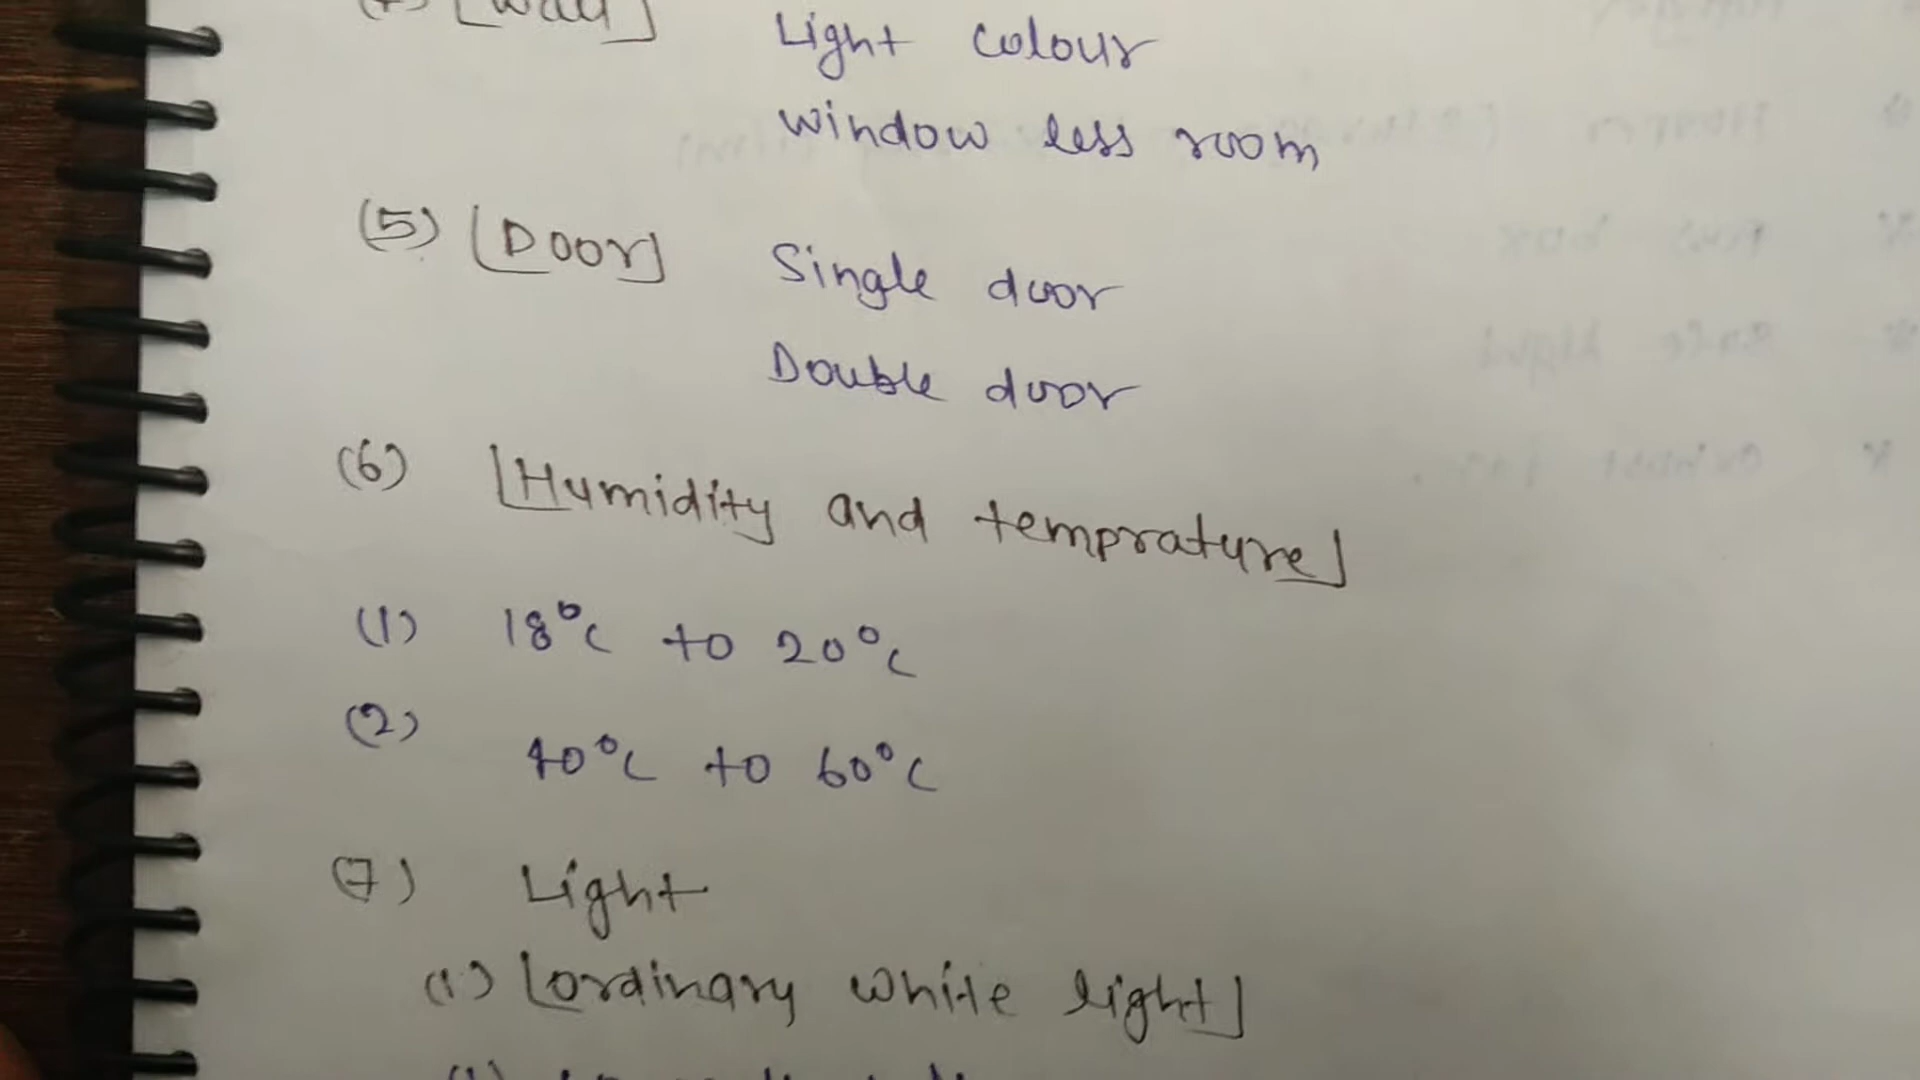 [Wall]
Light colour
window less room
(5) [Door] Single door
Double door
(6) [Humidity and temprature]
(1) 18°c to 20°c
(2) 40°c to 60°c
(7) Light
(1) [ordinary white light]